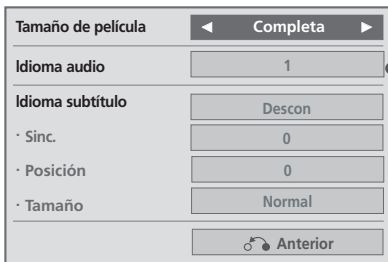 Tamaño de película ◄ Completa ►
Idioma audio 1
Idioma subtítulo Descon
· Sinc. 0
· Posición 0
· Tamaño Normal
Anterior